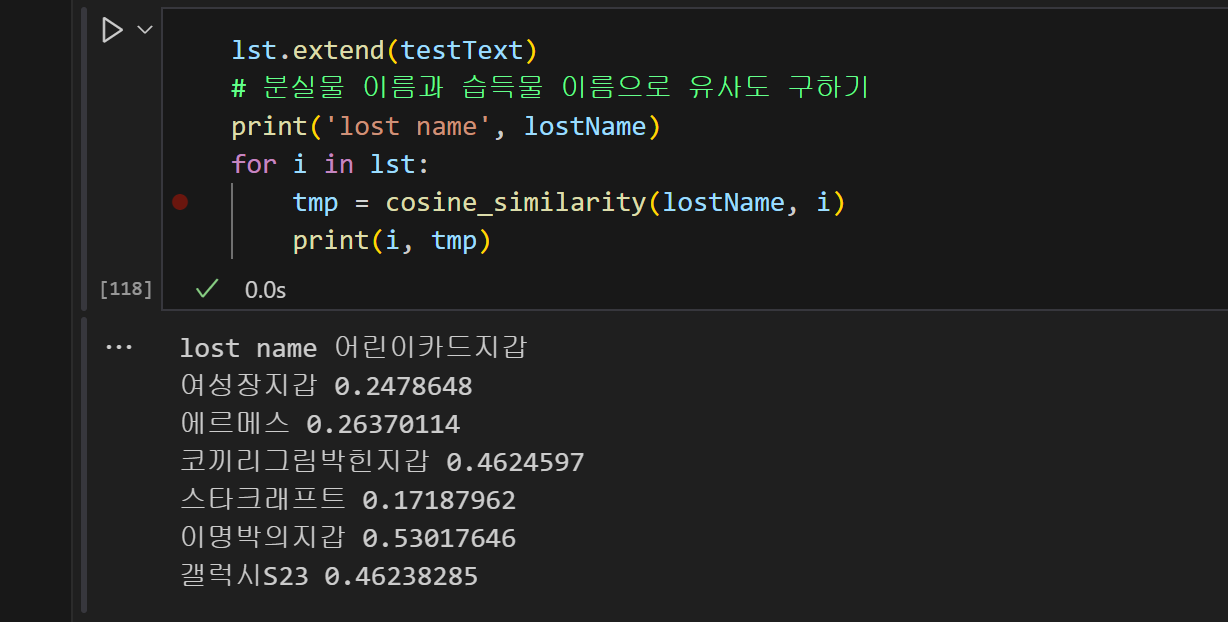 lst.extend(testText)
# 분실물 이름과 습득물 이름으로 유사도 구하기
print('lost name', lostName)
for i in lst:
    tmp = cosine_similarity(lostName, i)
    print(i, tmp)
[118] 0.0s
lost name 어린이카드지갑
여성장지갑 0.2478648
에르메스 0.26370114
코끼리그림박힌지갑 0.4624597
스타크래프트 0.17187962
이명박의지갑 0.53017646
갤럭시S23 0.46238285